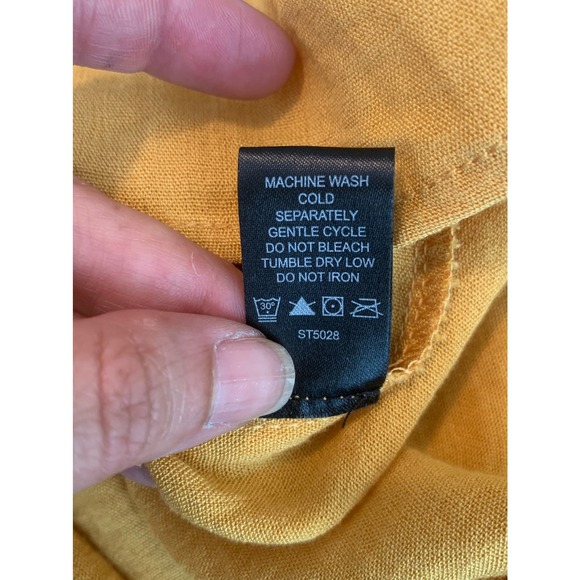 MACHINE WASH
COLD
SEPARATELY
GENTLE CYCLE
DO NOT BLEACH
TUMBLE DRY LOW
DO NOT IRON
30°
ST5028